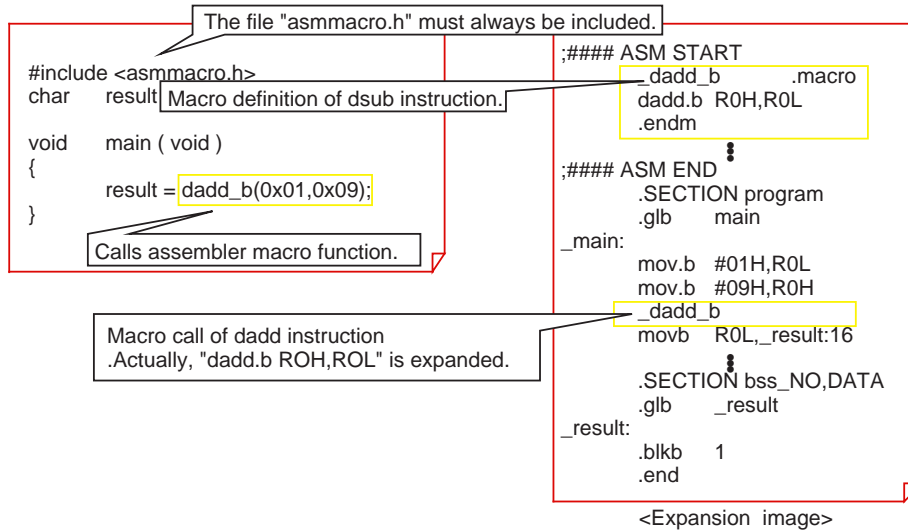 The file "asmmacro.h" must always be included.
#include <asmmacro.h>
char result
Macro definition of dsub instruction.
void main ( void )
{
result = dadd_b(0x01,0x09);
}
Calls assembler macro function.
Macro call of dadd instruction
.Actually, "dadd.b ROH,ROL" is expanded.
;#### ASM START
_dadd_b .macro
dadd.b R0H,R0L
.endm
;#### ASM END
.SECTION program
.glb main
_main:
mov.b #01H,R0L
mov.b #09H,R0H
_dadd_b
movb R0L,_result:16
.SECTION bss_NO,DATA
.glb _result
_result:
.blkb 1
.end
<Expansion image>